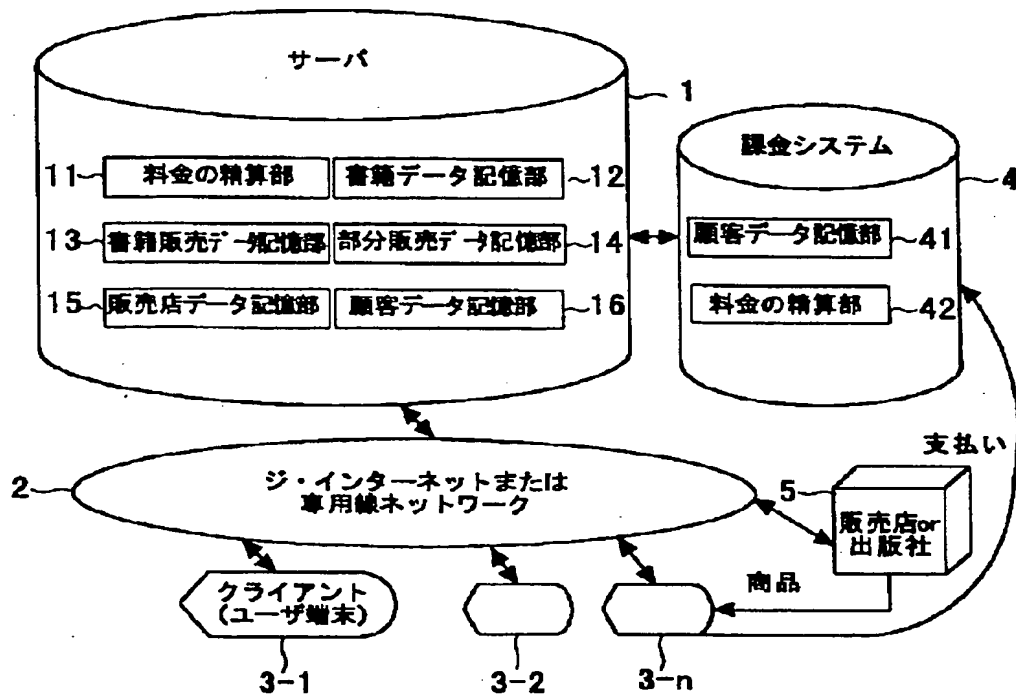 サーバ
1
課金システム
4
11
料金の精算部
書籍データ記憶部
12
13
書籍販売データ記憶部
部分販売データ記憶部
14
顧客データ記憶部
41
15
販売店データ記憶部
顧客データ記憶部
16
料金の精算部
42
支払い
2
ジ・インターネットまたは
専用線ネットワーク
5
販売店or
出版社
クライアント
(ユーザ端末)
商品
3-1
3-2
3-n